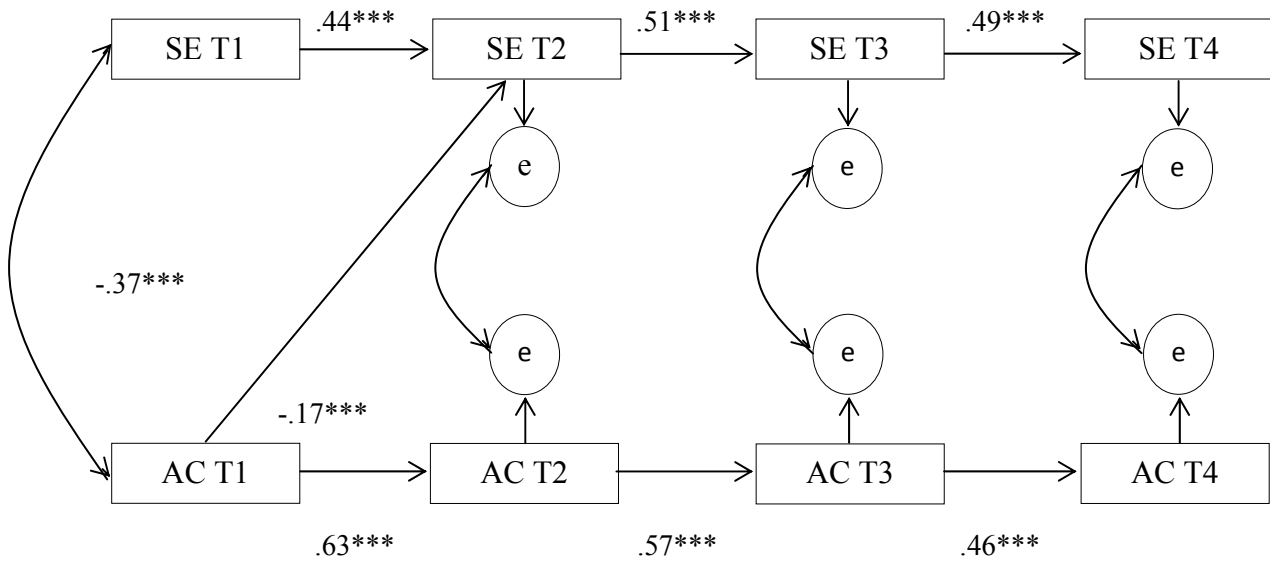 .44*** .51*** .49***
SE T1 SE T2 SE T3 SE T4
e e e
-.37***
e e e
-.17***
AC T1 AC T2 AC T3 AC T4
.63*** .57*** .46***